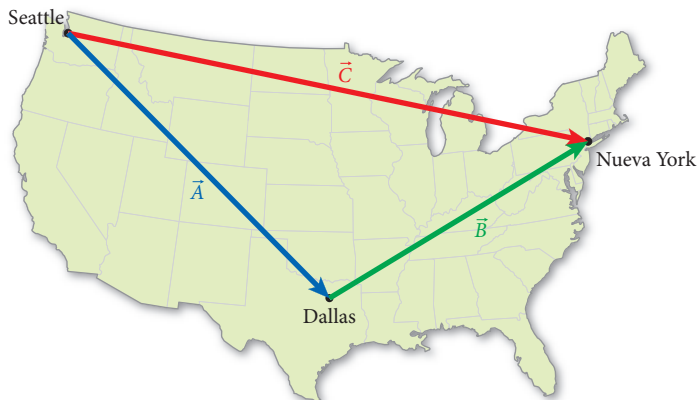 Seattle
C⃗
Nueva York
A⃗
B⃗
Dallas